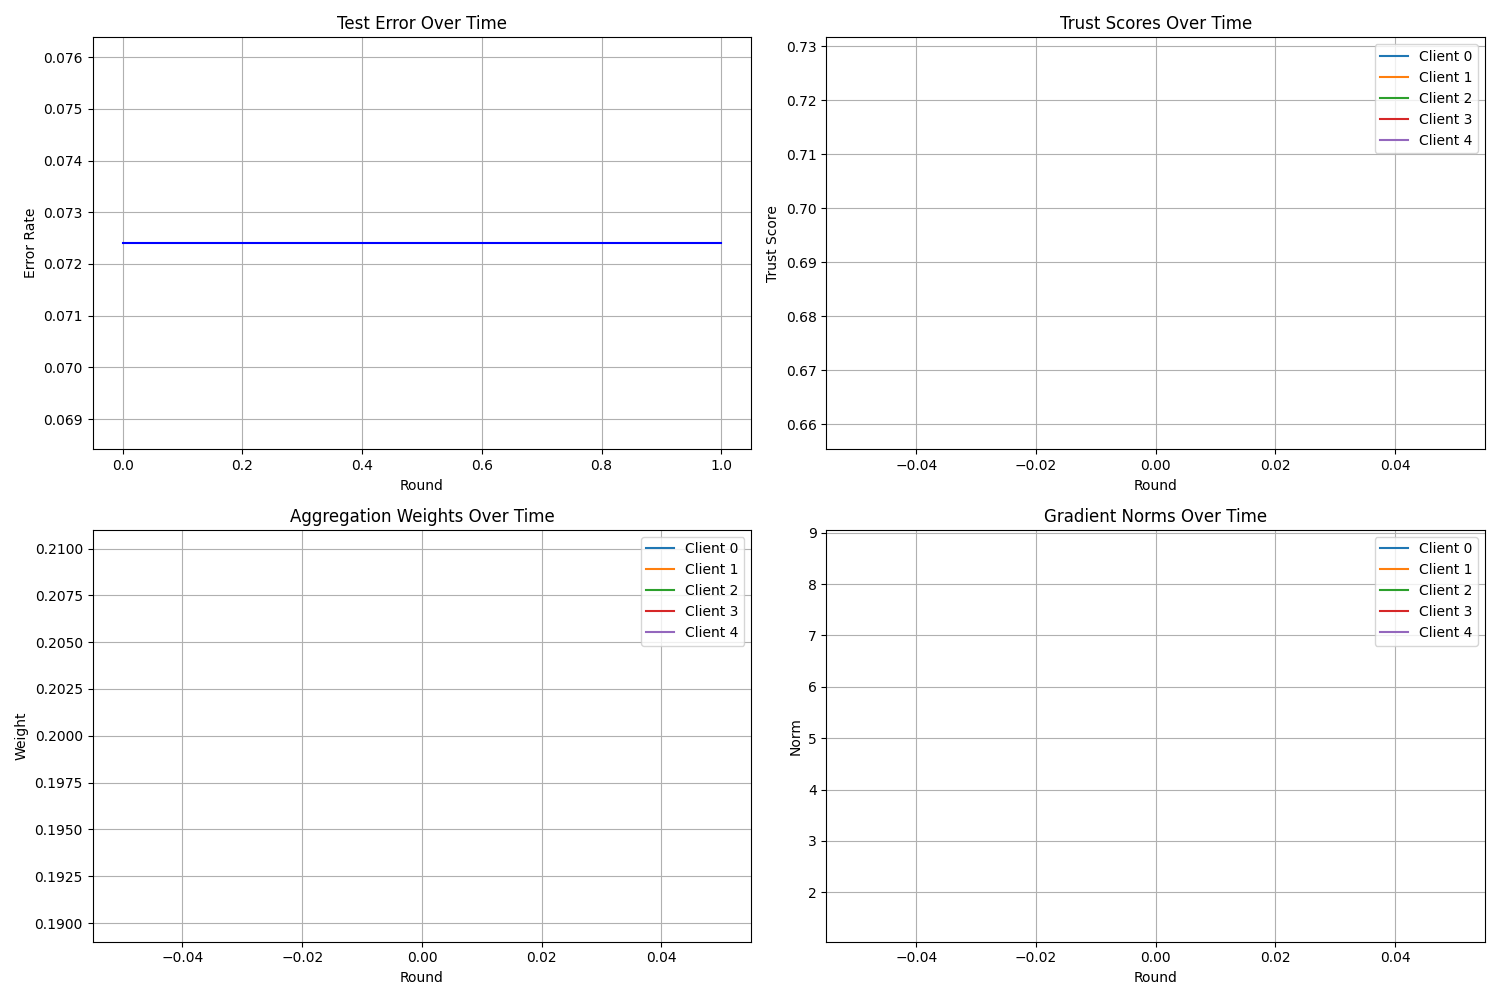 Test Error Over Time
0.076
0.075
0.074
0.073
0.072
0.071
0.070
0.069
Error Rate
0.0 0.2 0.4 0.6 0.8 1.0
Round
Trust Scores Over Time
0.73
0.72
0.71
0.70
0.69
0.68
0.67
0.66
Trust Score
Client 0
Client 1
Client 2
Client 3
Client 4
−0.04 −0.02 0.00 0.02 0.04
Round
Aggregation Weights Over Time
0.2100
0.2075
0.2050
0.2025
0.2000
0.1975
0.1950
0.1925
0.1900
Weight
Client 0
Client 1
Client 2
Client 3
Client 4
−0.04 −0.02 0.00 0.02 0.04
Round
Gradient Norms Over Time
9
8
7
6
5
4
3
2
Norm
Client 0
Client 1
Client 2
Client 3
Client 4
−0.04 −0.02 0.00 0.02 0.04
Round